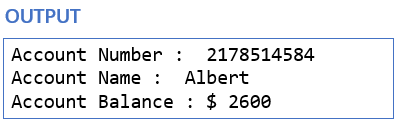 OUTPUT
Account Number :  2178514584
Account Name :  Albert
Account Balance : $ 2600